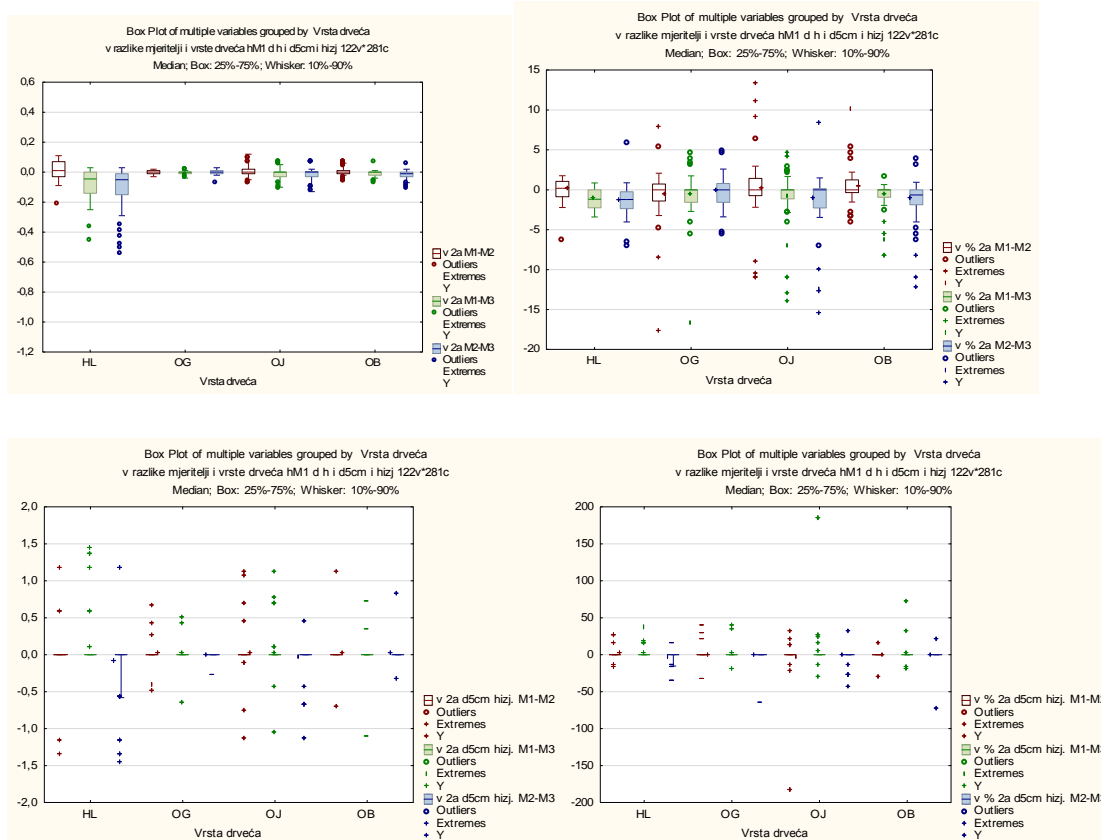 Box Plot of multiple variables grouped by Vrsta drveća
v razlike mjeritelji i vrste drveća hM1 d h i d5cm i hizj 122v*281c
Median; Box: 25%-75%; Whisker: 10%-90%
0,6
0,4
0,2
0,0
-0,2
-0,4
-0,6
-0,8
-1,0
-1,2
HL
OG
OJ
OB
Vrsta drveća
v 2a M1-M2
Outliers
Extremes
Y
v 2a M1-M3
Outliers
Extremes
Y
v 2a M2-M3
Outliers
Extremes
Y
Box Plot of multiple variables grouped by Vrsta drveća
v razlike mjeritelji i vrste drveća hM1 d h i d5cm i hizj 122v*281c
Median; Box: 25%-75%; Whisker: 10%-90%
15
10
5
0
-5
-10
-15
-20
HL
OG
OJ
OB
Vrsta drveća
v % 2a M1-M2
Outliers
Extremes
Y
v % 2a M1-M3
Outliers
Extremes
Y
v % 2a M2-M3
Outliers
Extremes
Y
Box Plot of multiple variables grouped by Vrsta drveća
v razlike mjeritelji i vrste drveća hM1 d h i d5cm i hizj 122v*281c
Median; Box: 25%-75%; Whisker: 10%-90%
2,0
1,5
1,0
0,5
0,0
-0,5
-1,0
-1,5
-2,0
HL
OG
OJ
OB
Vrsta drveća
v 2a d5cm hizj. M1-M2
Outliers
Extremes
Y
v 2a d5cm hizj. M1-M3
Outliers
Extremes
Y
v 2a d5cm hizj. M2-M3
Outliers
Extremes
Y
Box Plot of multiple variables grouped by Vrsta drveća
v razlike mjeritelji i vrste drveća hM1 d h i d5cm i hizj 122v*281c
Median; Box: 25%-75%; Whisker: 10%-90%
200
150
100
50
0
-50
-100
-150
-200
HL
OG
OJ
OB
Vrsta drveća
v % 2a d5cm hizj. M1-M
Outliers
Extremes
Y
v % 2a d5cm hizj. M1-M
Outliers
Extremes
Y
v % 2a d5cm hizj. M2-M
Outliers
Extremes
Y